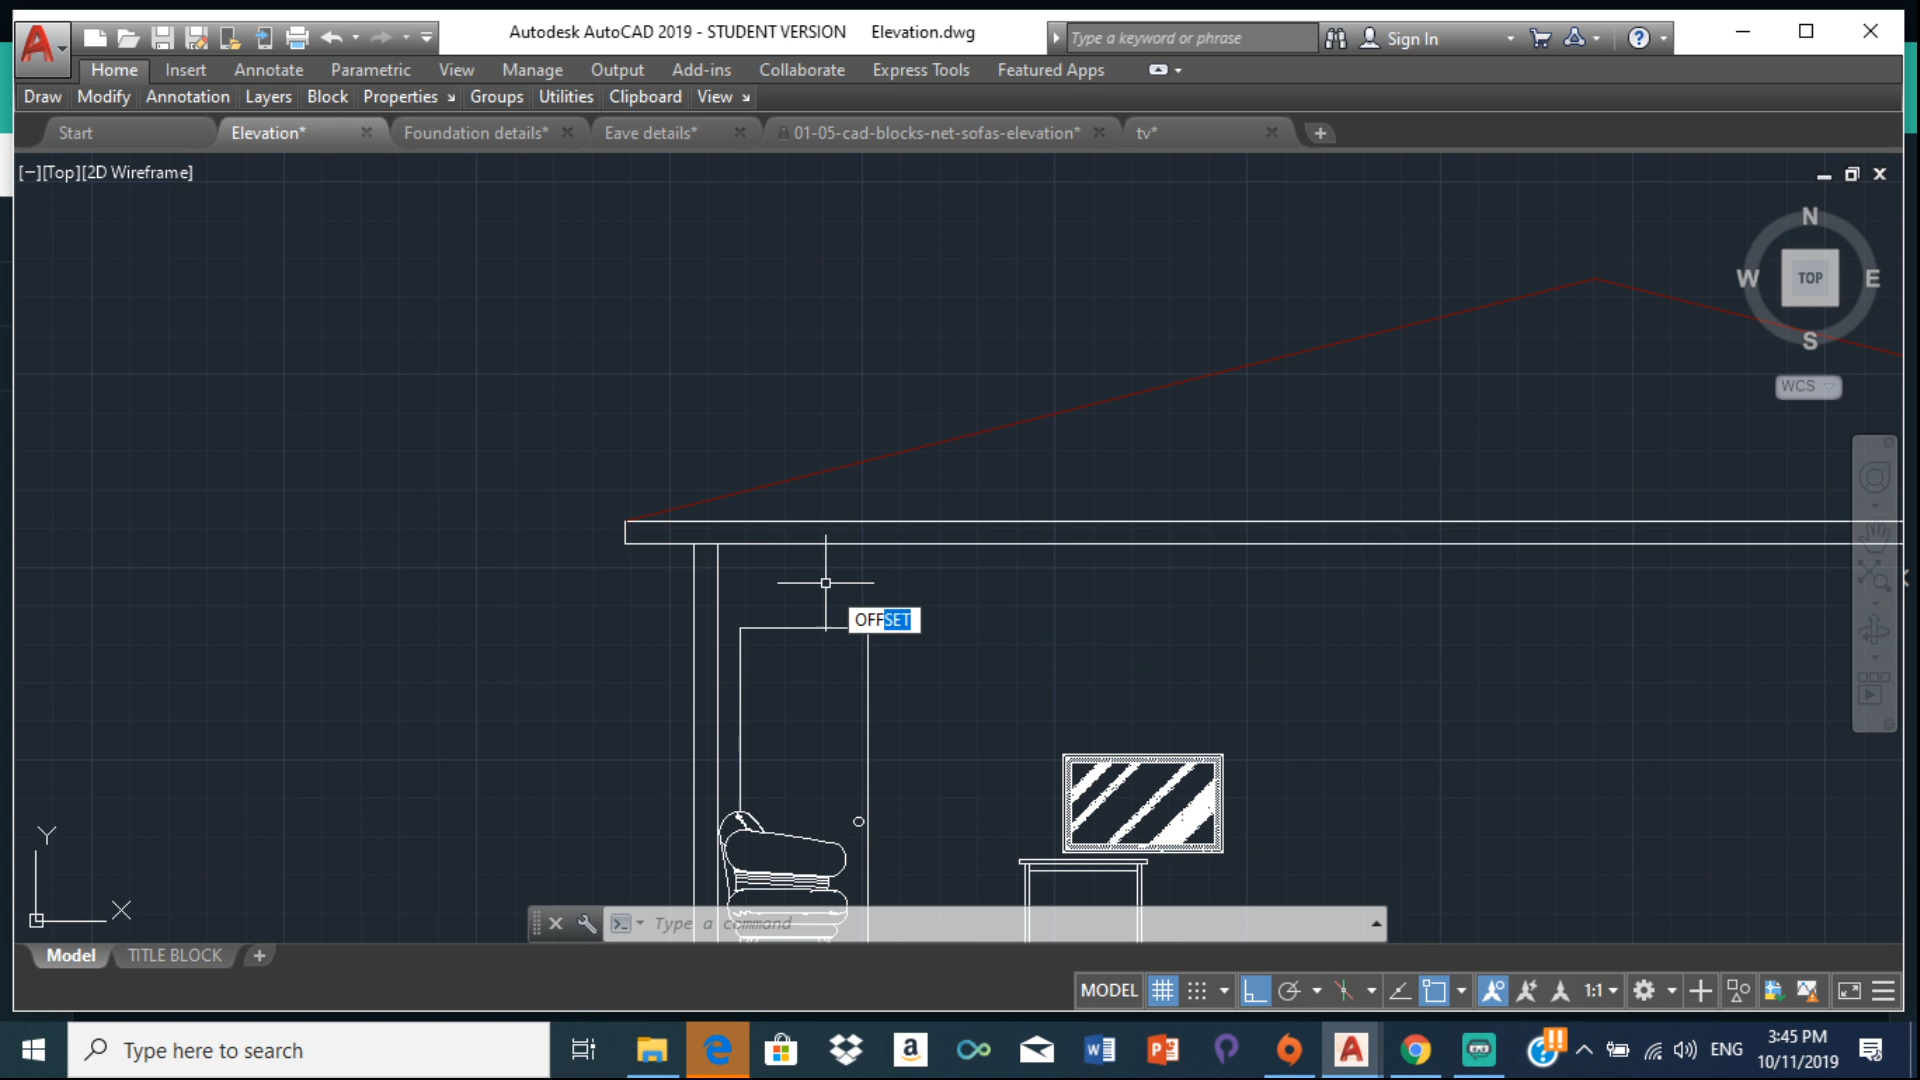 Autodesk AutoCAD 2019 - STUDENT VERSION Elevation.dwg
Type a keyword or phrase
Sign In
Home Insert Annotate Parametric View Manage Output Add-ins Collaborate Express Tools Featured Apps
Draw Modify Annotation Layers Block Properties Groups Utilities Clipboard View
Start Elevation* Foundation details* Eave details* 01-05-cad-blocks-net-sofas-elevation* tv*
[−][Top][2D Wireframe]
N
W TOP E
S
WCS
OFFSET
Y
X
Type a command
Model TITLE BLOCK
MODEL 1:1
Type here to search
ENG
3:45 PM
10/11/2019